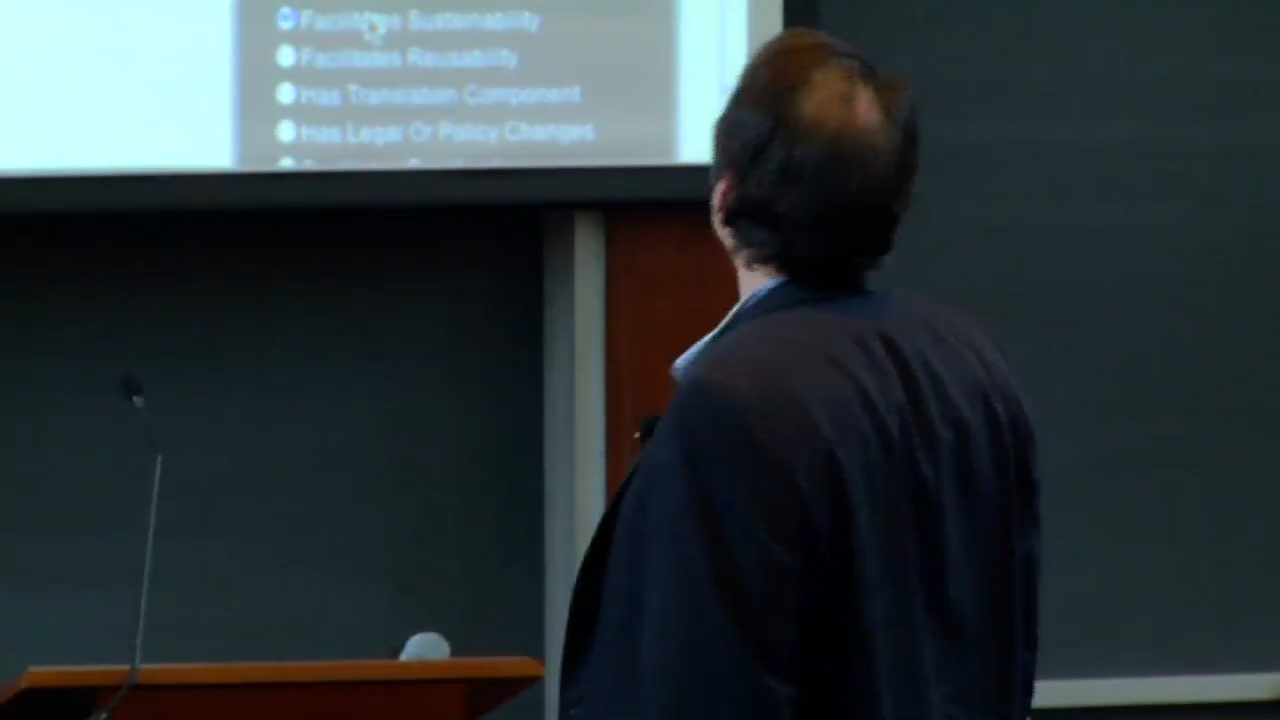 Facilitates Sustainability
Facilitates Reusability
Has Translation Component
Has Legal Or Policy Changes